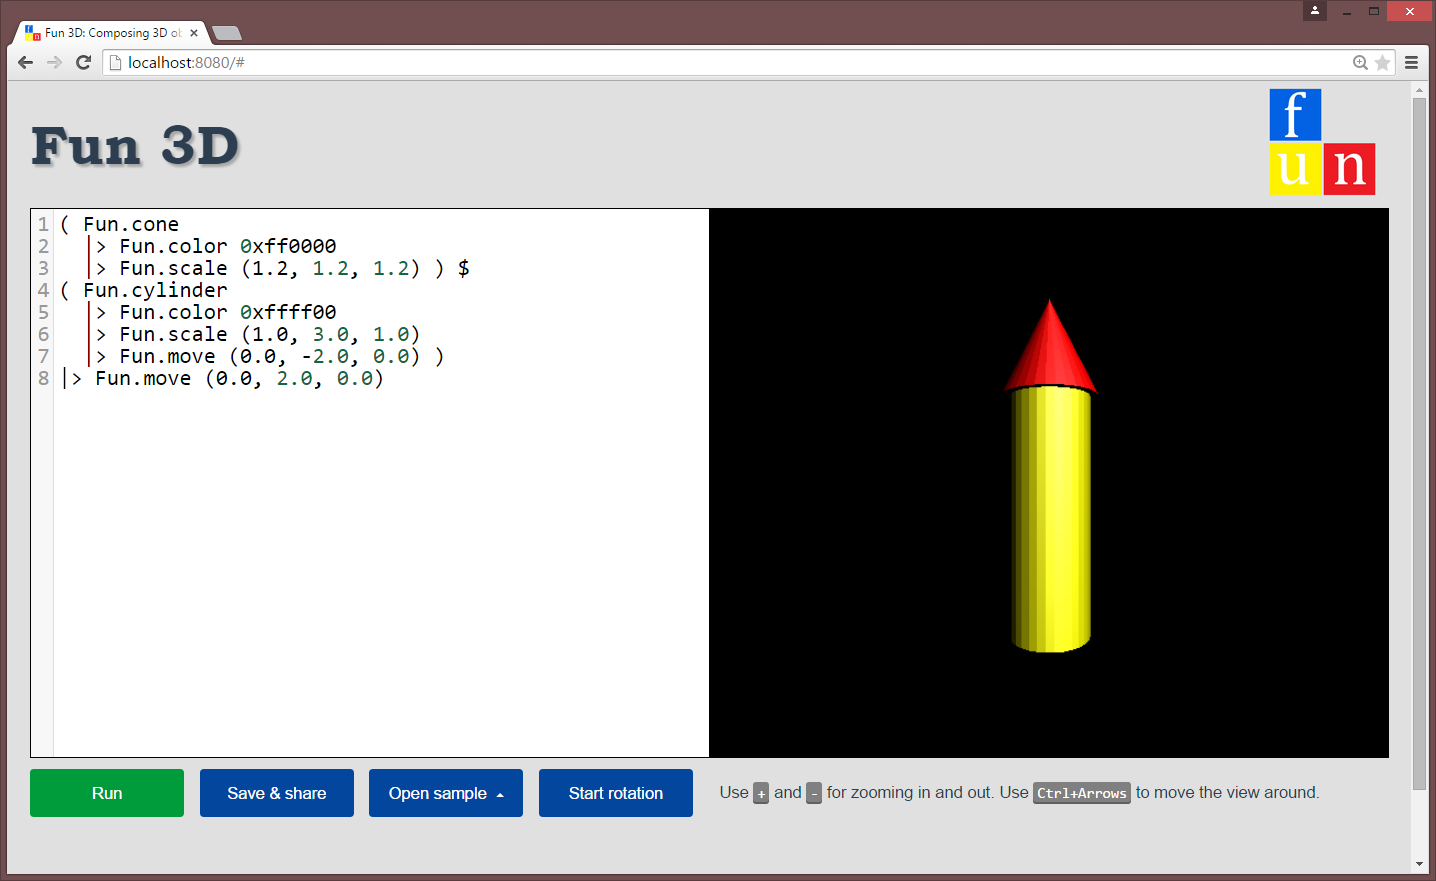 Fun 3D: Composing 3D ob
localhost:8080/#
Fun 3D
f
un
1 ( Fun.cone
2 |> Fun.color 0xff0000
3 |> Fun.scale (1.2, 1.2, 1.2) ) $
4 ( Fun.cylinder
5 |> Fun.color 0xffff00
6 |> Fun.scale (1.0, 3.0, 1.0)
7 |> Fun.move (0.0, -2.0, 0.0) )
8 |> Fun.move (0.0, 2.0, 0.0)
Run Save & share Open sample Start rotation Use + and - for zooming in and out. Use Ctrl+Arrows to move the view around.